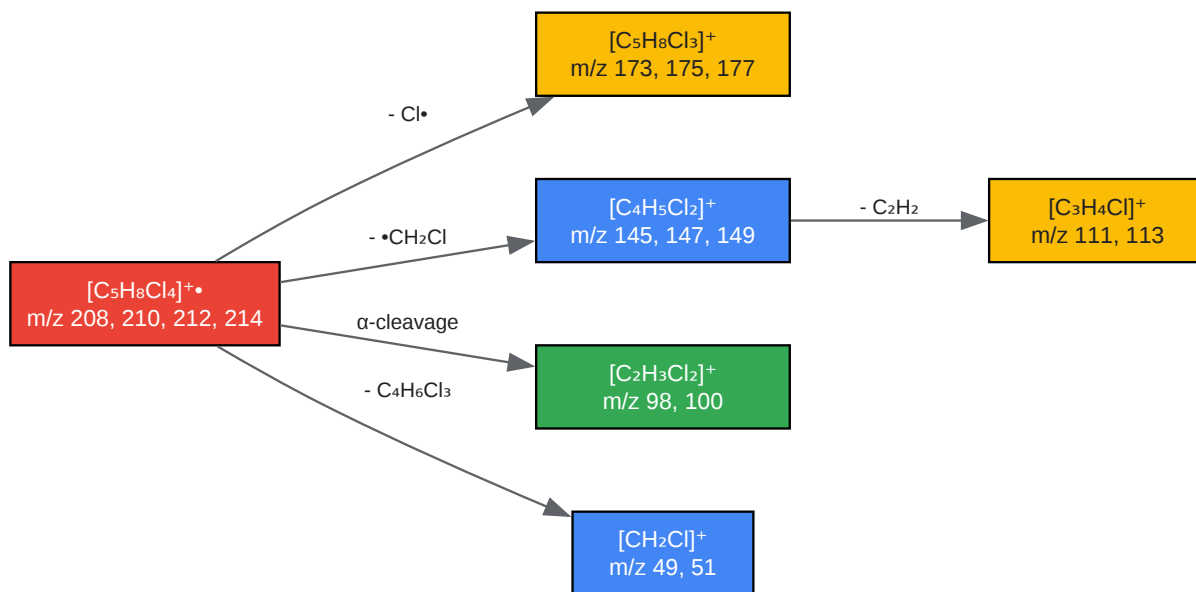 [C₅H₈Cl₃]⁺
m/z 173, 175, 177
- Cl•
[C₄H₅Cl₂]⁺
m/z 145, 147, 149
- C₂H₂
[C₃H₄Cl]⁺
m/z 111, 113
- •CH₂Cl
[C₅H₈Cl₄]⁺•
m/z 208, 210, 212, 214
α-cleavage
[C₂H₃Cl₂]⁺
m/z 98, 100
- C₄H₆Cl₃
[CH₂Cl]⁺
m/z 49, 51